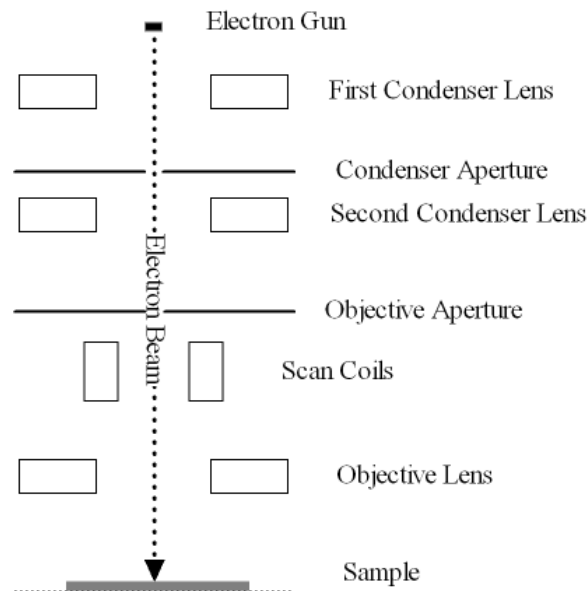 Electron Gun
First Condenser Lens
Condenser Aperture
Second Condenser Lens
Electron Beam
Objective Aperture
Scan Coils
Objective Lens
Sample